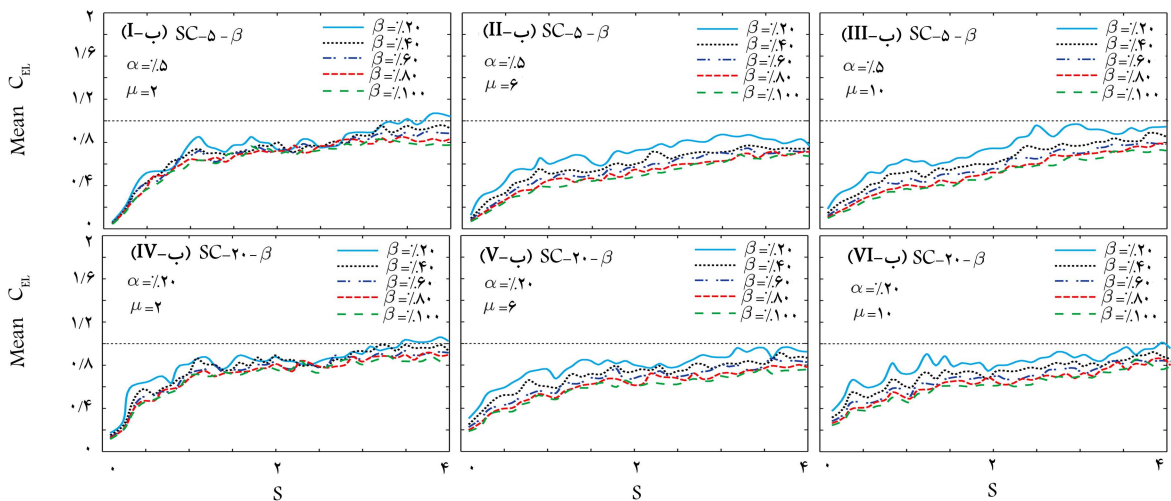 Mean C_EL
۲
۱/۶
۱/۲
۰/۸
۰/۴
۰
(ب-I) SC-۵-β
α=٪۵
μ=۲
β=٪۲۰
β=٪۴۰
β=٪۶۰
β=٪۸۰
β=٪۱۰۰
(ب-II) SC-۵-β
α=٪۵
μ=۶
β=٪۲۰
β=٪۴۰
β=٪۶۰
β=٪۸۰
β=٪۱۰۰
(ب-III) SC-۵-β
α=٪۵
μ=۱۰
β=٪۲۰
β=٪۴۰
β=٪۶۰
β=٪۸۰
β=٪۱۰۰
Mean C_EL
۲
۱/۶
۱/۲
۰/۸
۰/۴
۰
(ب-IV) SC-۲۰-β
α=٪۲۰
μ=۲
β=٪۲۰
β=٪۴۰
β=٪۶۰
β=٪۸۰
β=٪۱۰۰
(ب-V) SC-۲۰-β
α=٪۲۰
μ=۶
β=٪۲۰
β=٪۴۰
β=٪۶۰
β=٪۸۰
β=٪۱۰۰
(ب-VI) SC-۲۰-β
α=٪۲۰
μ=۱۰
β=٪۲۰
β=٪۴۰
β=٪۶۰
β=٪۸۰
β=٪۱۰۰
۰ ۲ ۴
۰ ۲ ۴
۰ ۲ ۴
S S S